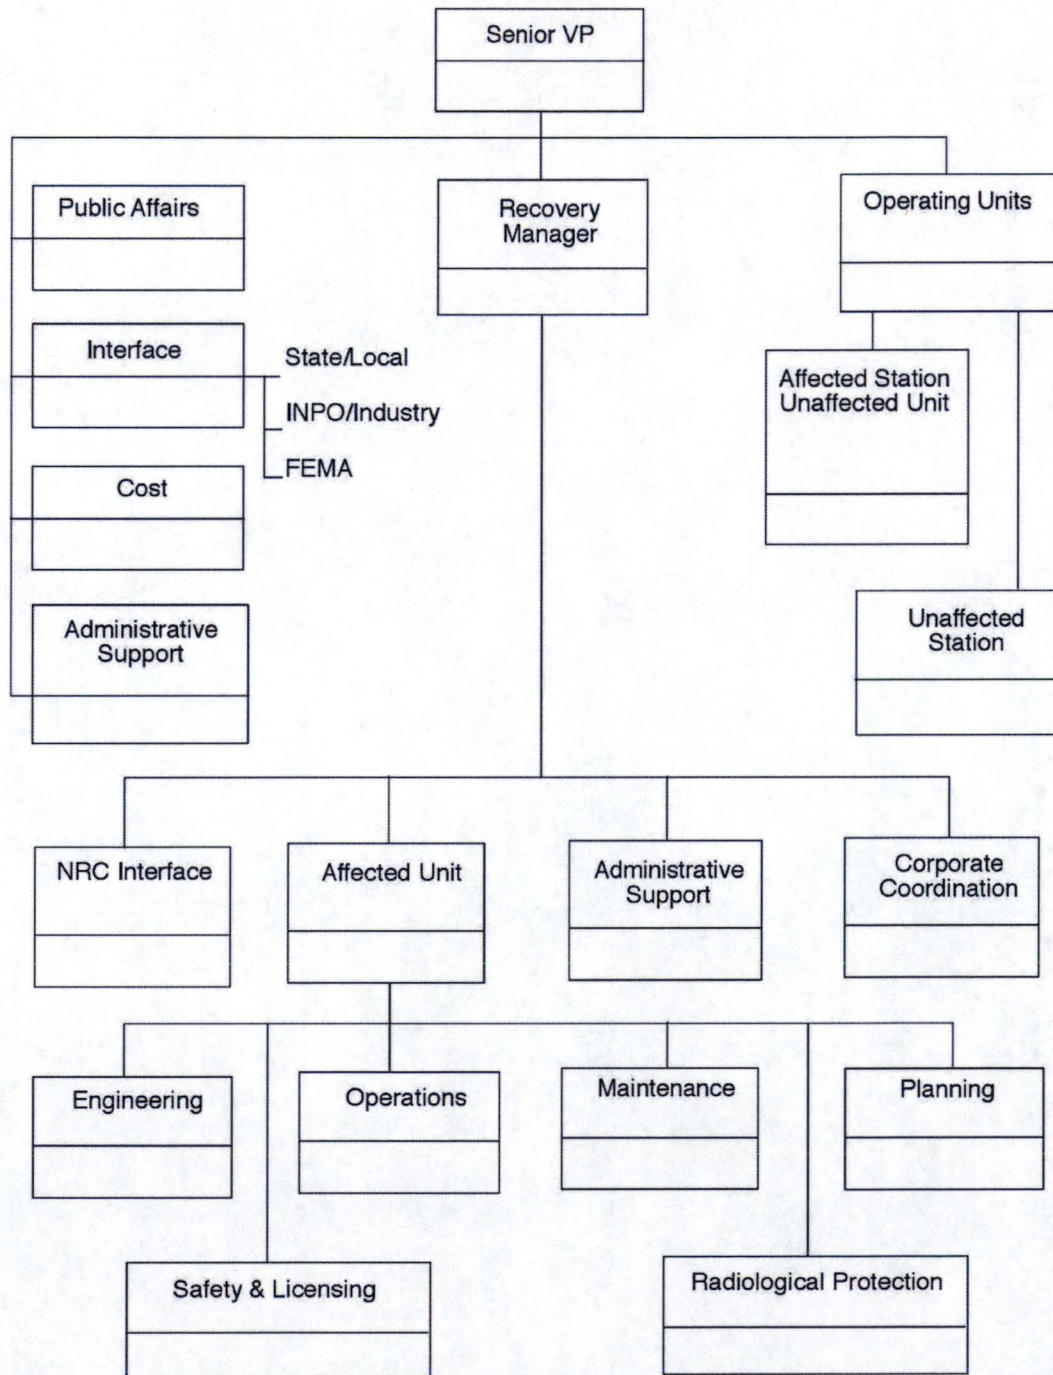 Senior VP
Public Affairs
Recovery
Manager
Operating Units
Interface
State/Local
INPO/Industry
FEMA
Affected Station
Unaffected Unit
Cost
Administrative
Support
Unaffected
Station
NRC Interface
Affected Unit
Administrative
Support
Corporate
Coordination
Engineering
Operations
Maintenance
Planning
Safety & Licensing
Radiological Protection